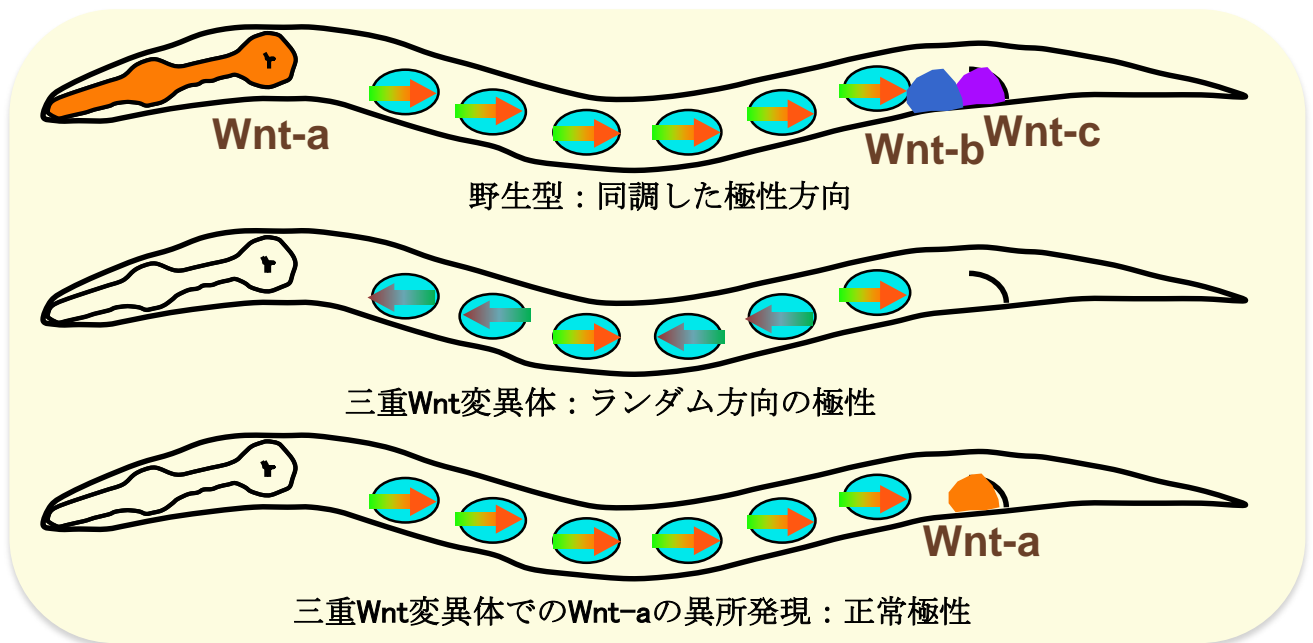 Wnt-a
Wnt-b
Wnt-c
野生型：同調した極性方向
三重Wnt変異体：ランダム方向の極性
Wnt-a
三重Wnt変異体でのWnt-aの異所発現：正常極性